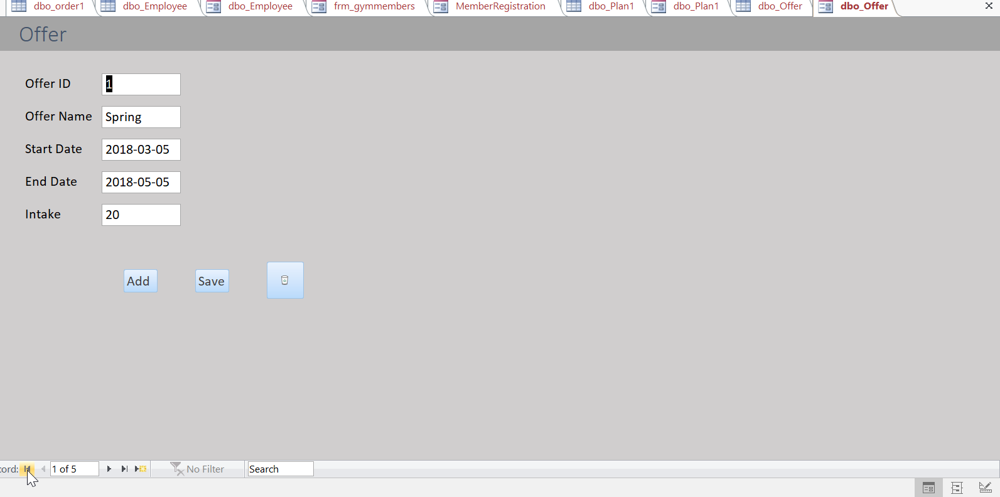 dbo_order1 dbo_Employee dbo_Employee frm_gymmembers MemberRegistration dbo_Plan1 dbo_Plan1 dbo_Offer dbo_Offer
Offer
Offer ID 1
Offer Name Spring
Start Date 2018-03-05
End Date 2018-05-05
Intake 20
Add Save
cord: 1 of 5 No Filter Search